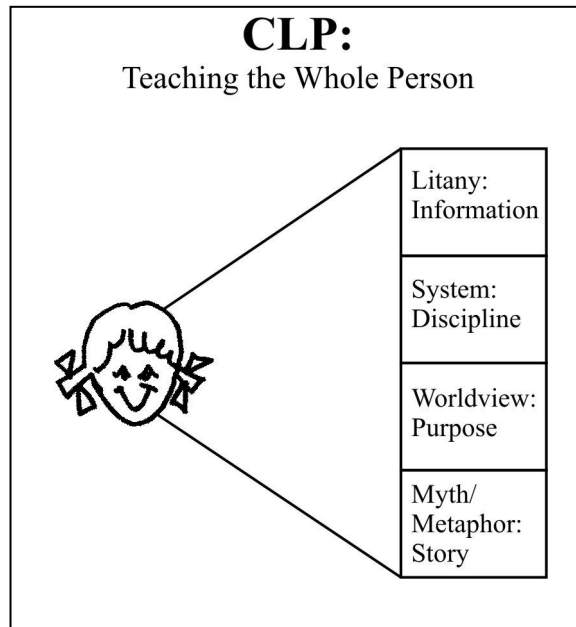 CLP:
Teaching the Whole Person
Litany:
Information
System:
Discipline
Worldview:
Purpose
Myth/
Metaphor:
Story